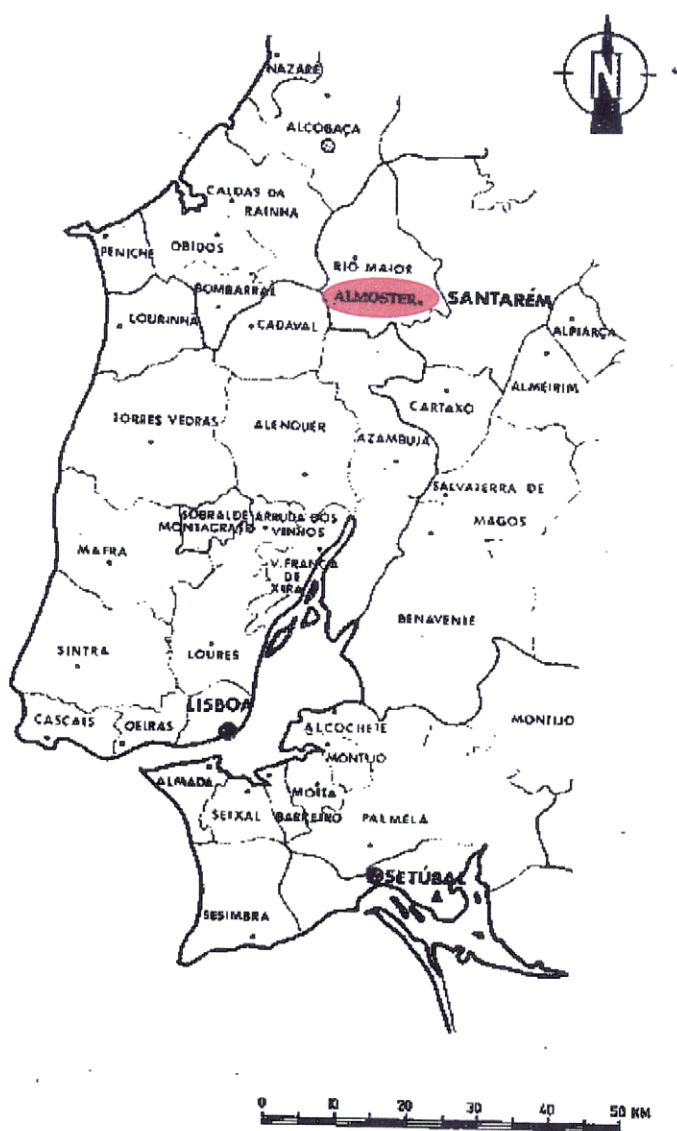 NAZARÉ
N
ALCOBAÇA
CALDAS DA
RAINHA
PENICHE
ÓBIDOS
RIO MAIOR
BOMBARRAL
ALMOSTER
SANTARÉM
LOURINHÃ
CADAVAL
ALPIARÇA
ALMEIRIM
CARTAXO
TORRES VEDRAS
ALENQUER
AZAMBUJA
SALVATERRA DE
MAGOS
SOBRAL DE
MONTAGRAÇO
ARRUDA DOS
VINHOS
MAFRA
V. FRANCA
DE
XIRA
BENAVENTE
SINTRA
LOURES
LISBOA
CASCAIS
OEIRAS
ALCOCHETE
MONTIJO
MONTIJO
ALMADA
MOITA
SEIXAL
BARREIRO
PALMELA
SETÚBAL
SESIMBRA
0 10 20 30 40 50 KM